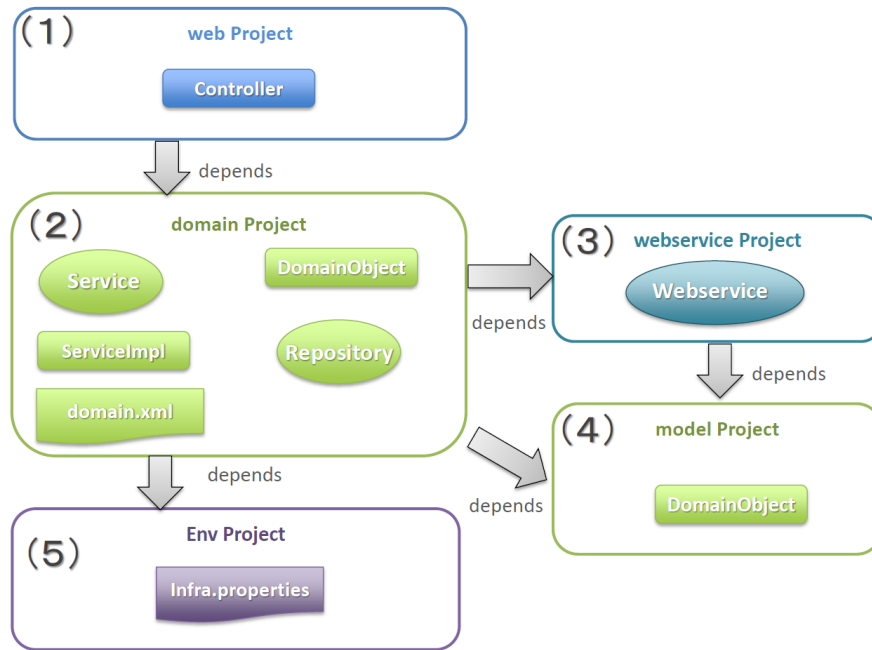 （1）
web Project
Controller
depends
（2）
domain Project
Service
DomainObject
ServiceImpl
Repository
domain.xml
depends
（3）
webservice Project
Webservice
depends
（4）
model Project
DomainObject
depends
depends
（5）
Env Project
Infra.properties